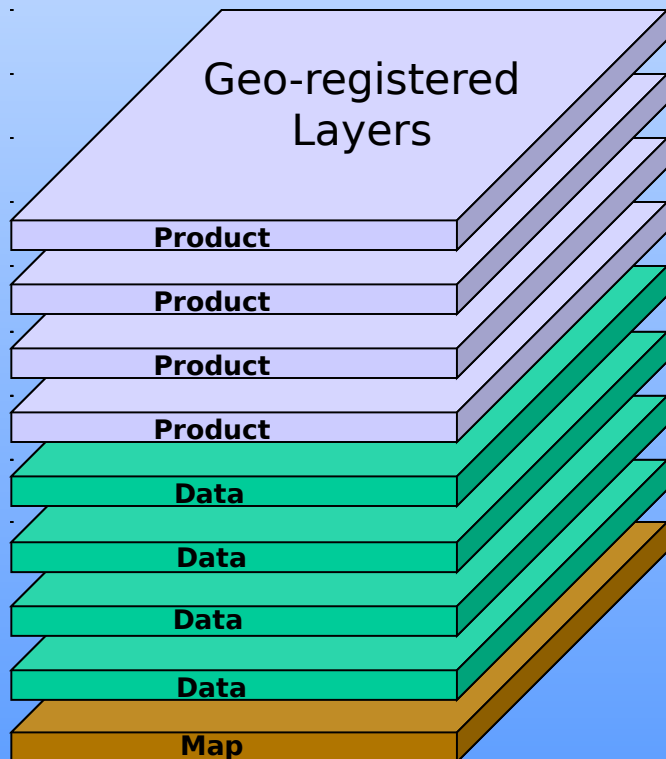 Geo-registered
Layers
Product
Product
Product
Product
Data
Data
Data
Data
Map